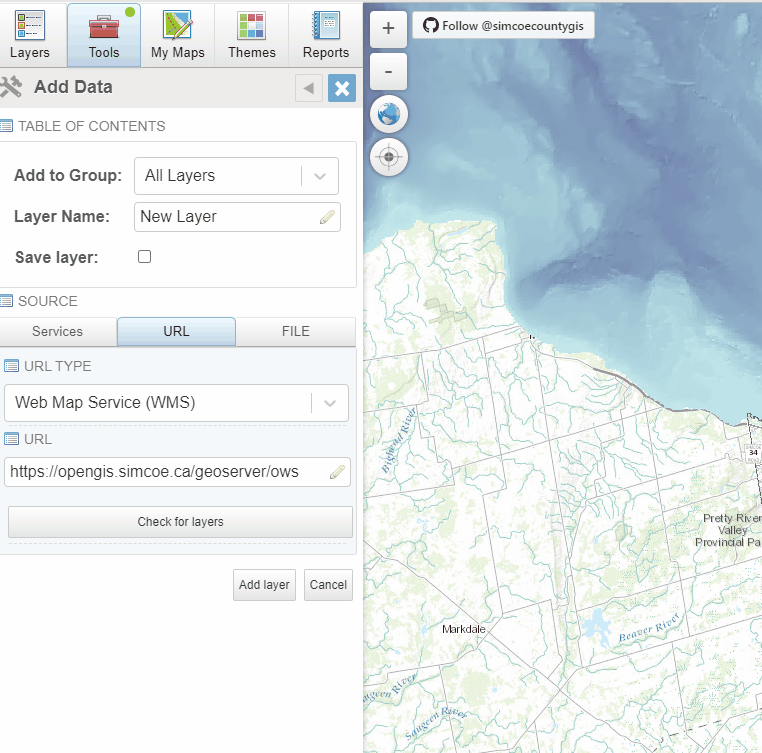 Layers
Tools
My Maps
Themes
Reports
Add Data
TABLE OF CONTENTS
Add to Group:
All Layers
Layer Name:
New Layer
Save layer:
SOURCE
Services
URL
FILE
URL TYPE
Web Map Service (WMS)
URL
https://opengis.simcoe.ca/geoserver/ows
Check for layers
Add layer
Cancel
+
-
Follow @simcoecountygis
Bighead River
SIMCOE
34
Pretty River
Valley
Provincial Pa
Markdale
Beaver River
Saugeen River